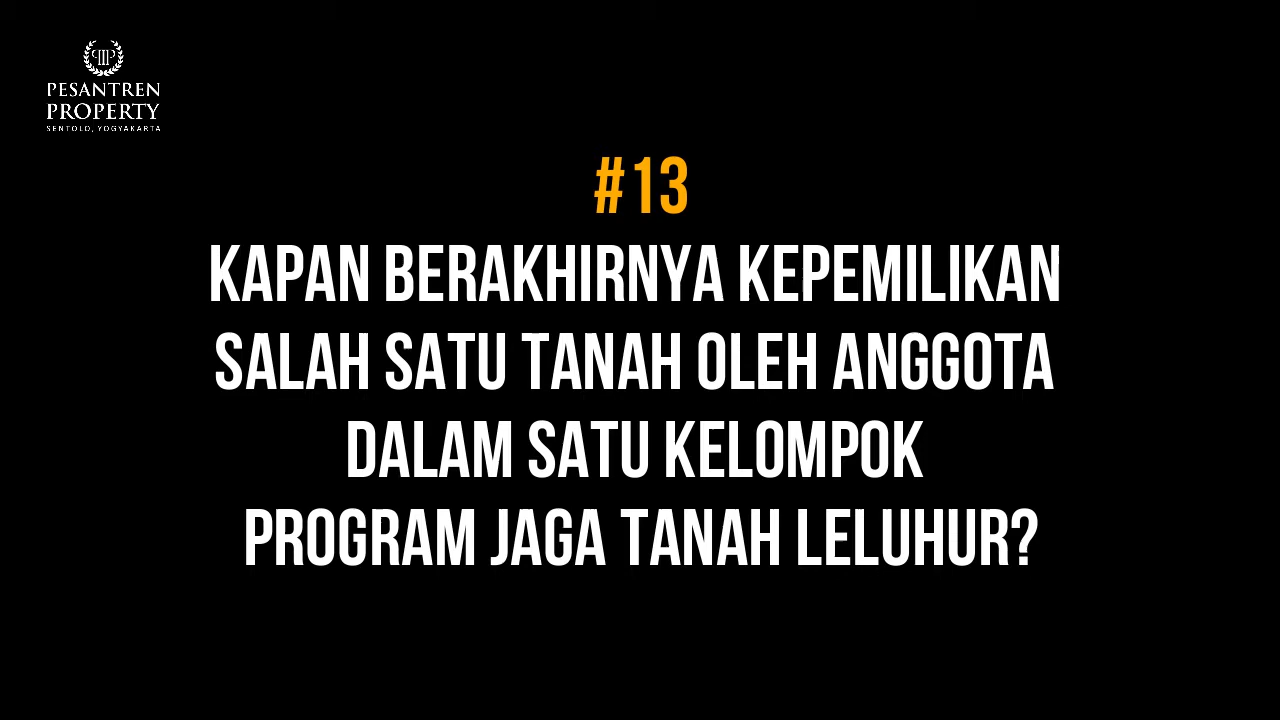 PESANTREN
PROPERTY
SENTOLO, YOGYAKARTA
#13
KAPAN BERAKHIRNYA KEPEMILIKAN
SALAH SATU TANAH OLEH ANGGOTA
DALAM SATU KELOMPOK
PROGRAM JAGA TANAH LELUHUR?